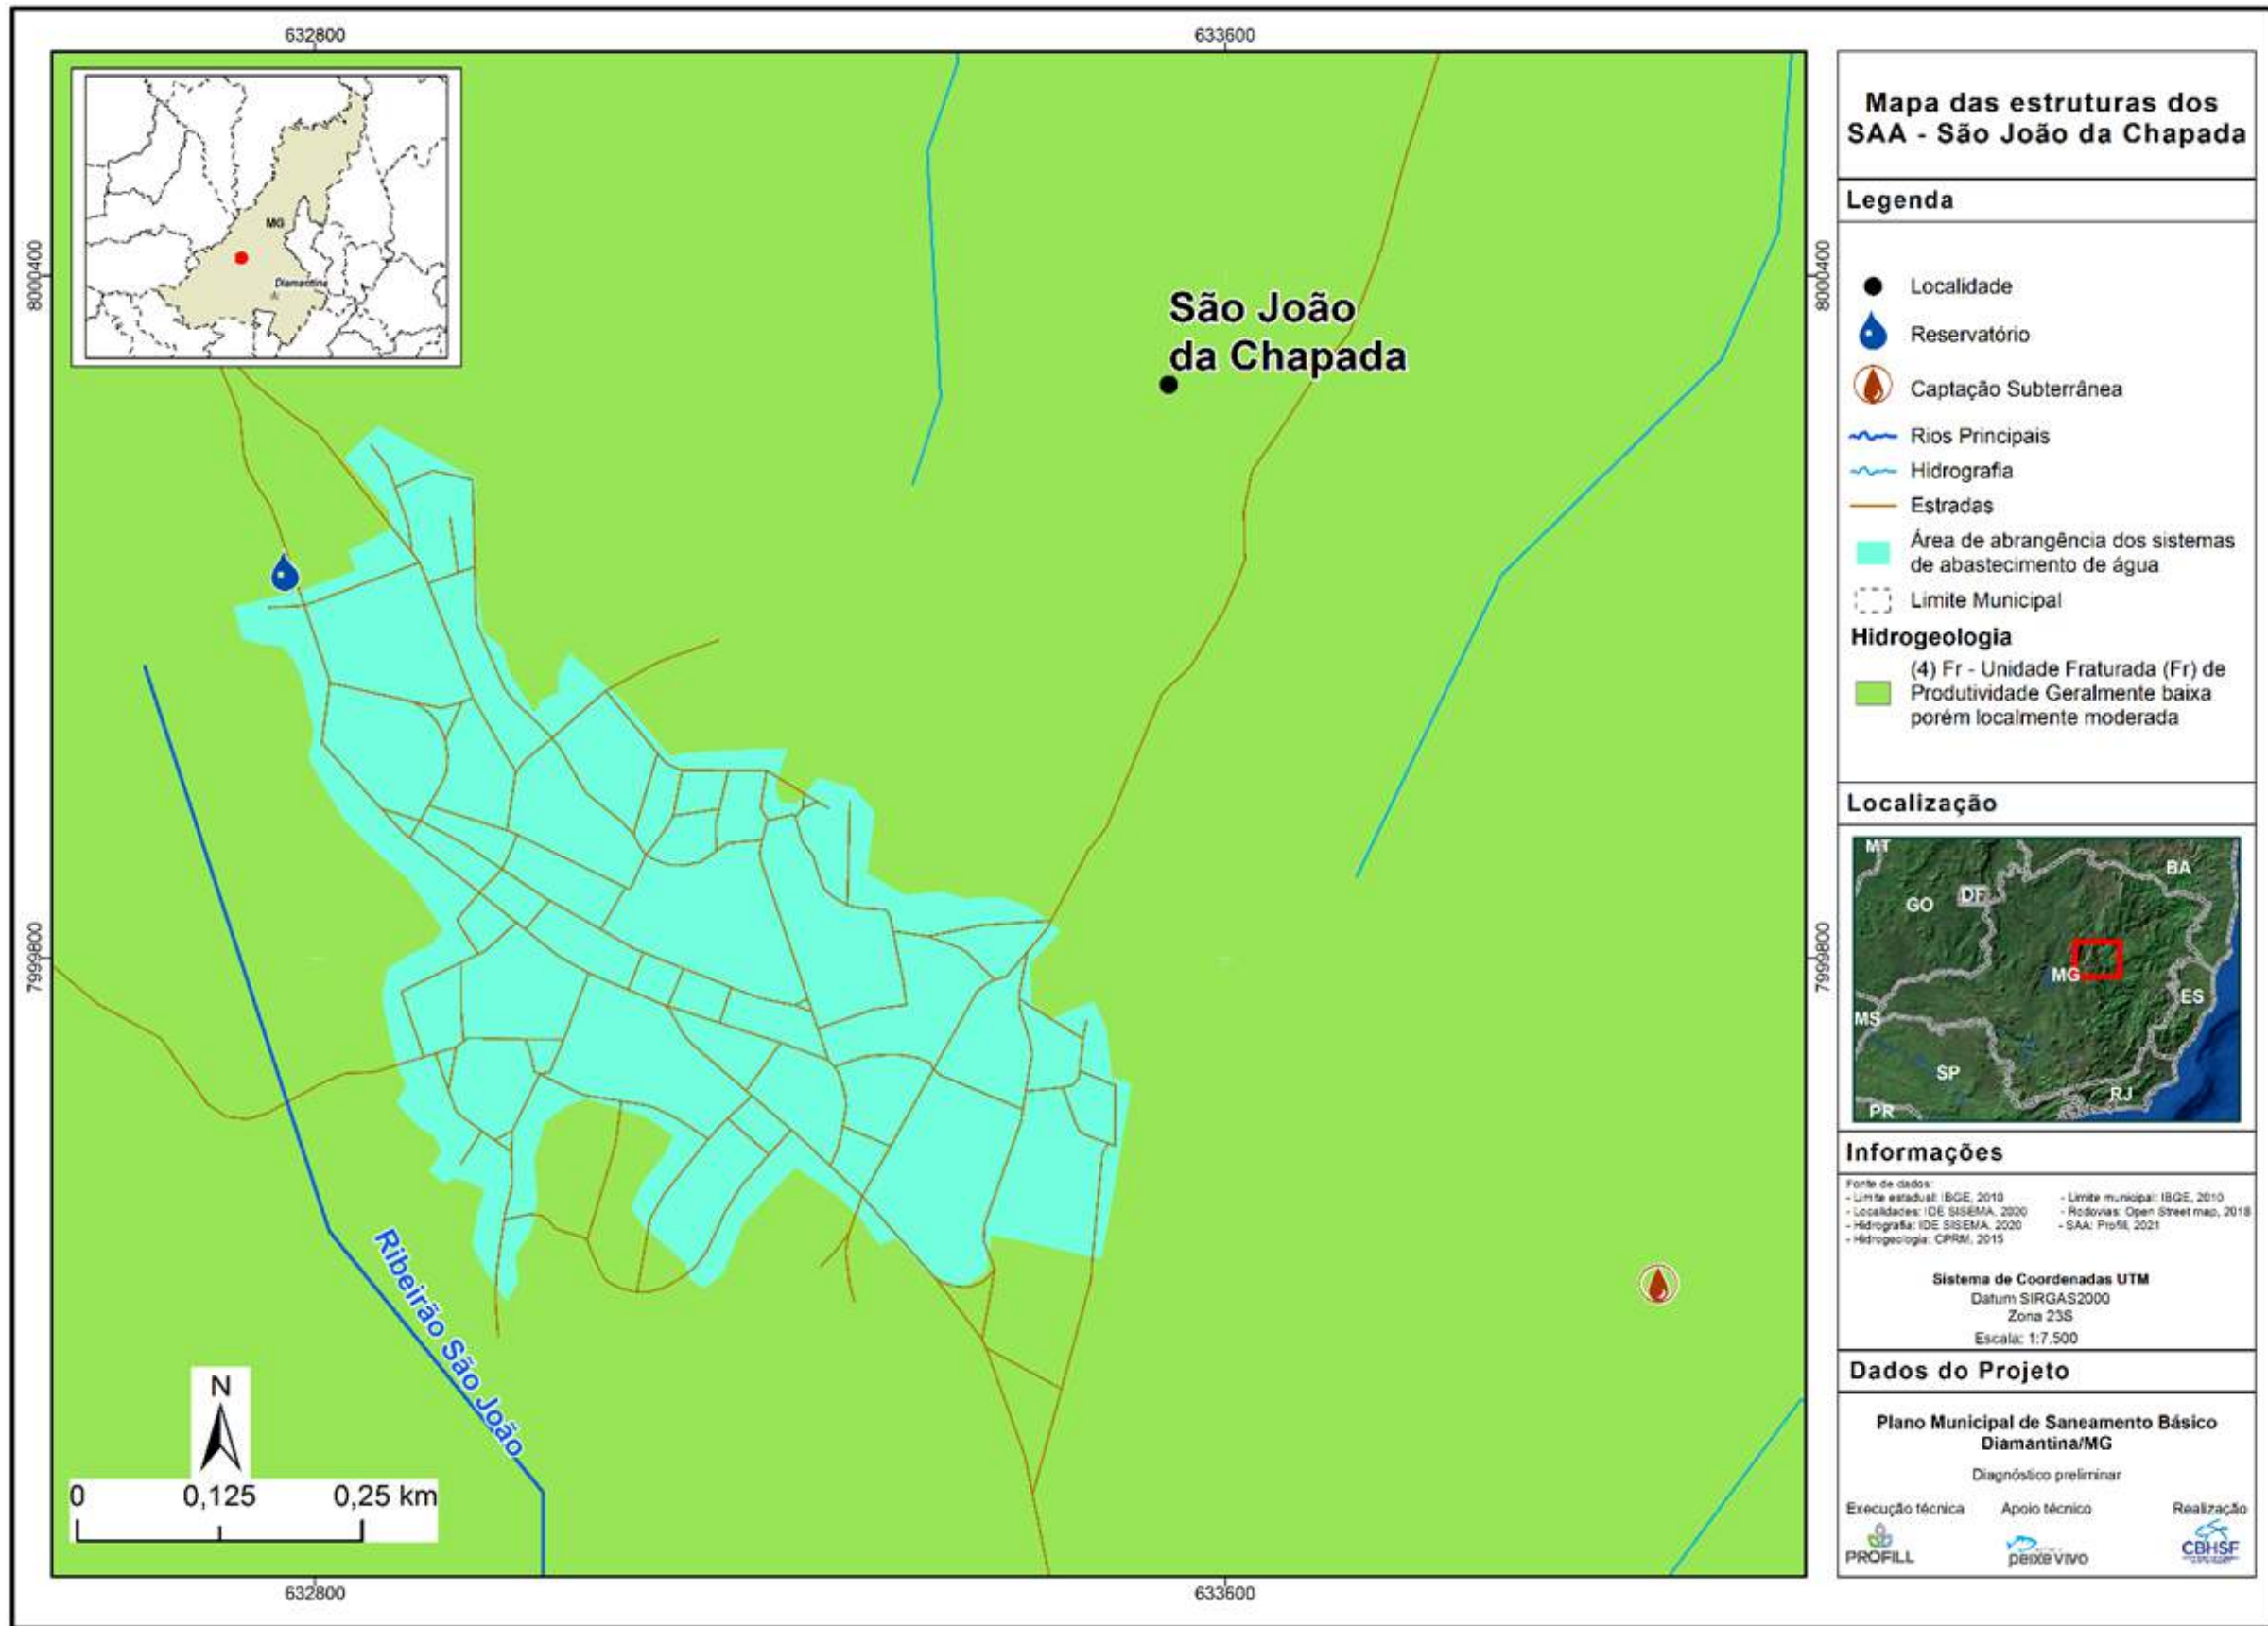 632800
633600
8000400
8000400
7999800
7999800
632800
633600
MG
Diamantina
São João
da Chapada
Ribeirão São João
N
0
0,125
0,25 km
Mapa das estruturas dos
SAA - São João da Chapada
Legenda
Localidade
Reservatório
Captação Subterrânea
Rios Principais
Hidrografia
Estradas
Área de abrangência dos sistemas
de abastecimento de água
Limite Municipal
Hidrogeologia
(4) Fr - Unidade Fraturada (Fr) de
Produtividade Geralmente baixa
porém localmente moderada
Localização
MT
BA
DF
GO
MG
ES
MS
SP
RJ
PR
Informações
Fonte de dados:
- Limite estadual: IBGE, 2010
- Localidades: IDE SISEMA, 2020
- Hidrografia: IDE SISEMA, 2020
- Hidrogeologia: CPRM, 2015
- Limite municipal: IBGE, 2010
- Rodovias: Open Street map, 2018
- SAA: Profill, 2021
Sistema de Coordenadas UTM
Datum SIRGAS2000
Zona 23S
Escala: 1:7.500
Dados do Projeto
Plano Municipal de Saneamento Básico
Diamantina/MG
Diagnóstico preliminar
Execução técnica
Apoio técnico
Realização
PROFILL
peixe vivo
CBHSF